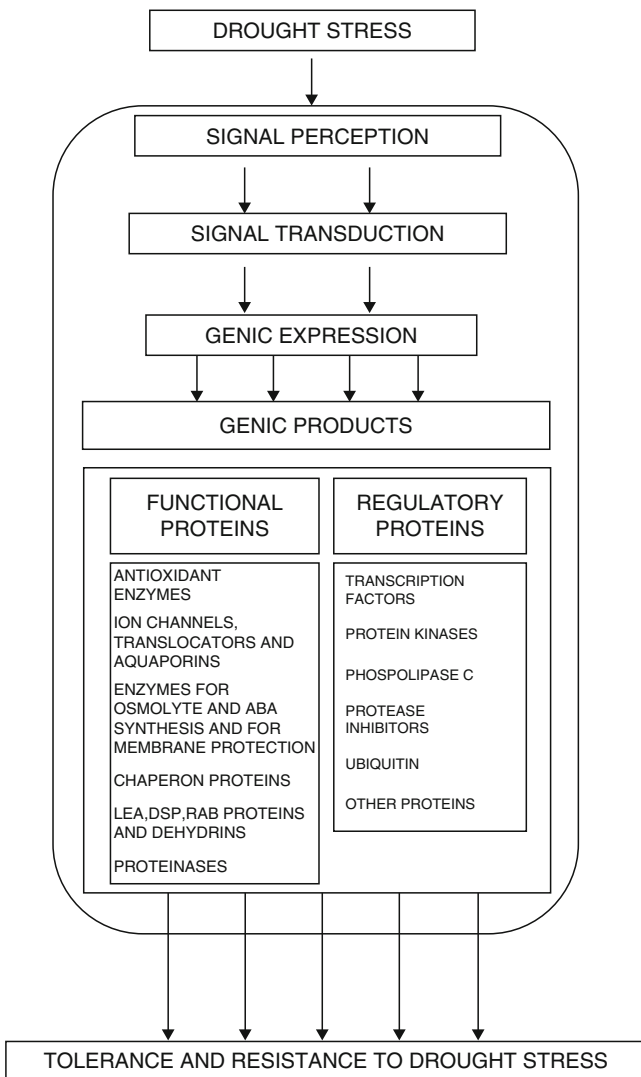 DROUGHT STRESS
SIGNAL PERCEPTION
SIGNAL TRANSDUCTION
GENIC EXPRESSION
GENIC PRODUCTS
FUNCTIONAL
PROTEINS
ANTIOXIDANT
ENZYMES
ION CHANNELS,
TRANSLOCATORS AND
AQUAPORINS
ENZYMES FOR
OSMOLYTE AND ABA
SYNTHESIS AND FOR
MEMBRANE PROTECTION
CHAPERON PROTEINS
LEA,DSP,RAB PROTEINS
AND DEHYDRINS
PROTEINASES
REGULATORY
PROTEINS
TRANSCRIPTION
FACTORS
PROTEIN KINASES
PHOSPOLIPASE C
PROTEASE
INHIBITORS
UBIQUITIN
OTHER PROTEINS
TOLERANCE AND RESISTANCE TO DROUGHT STRESS